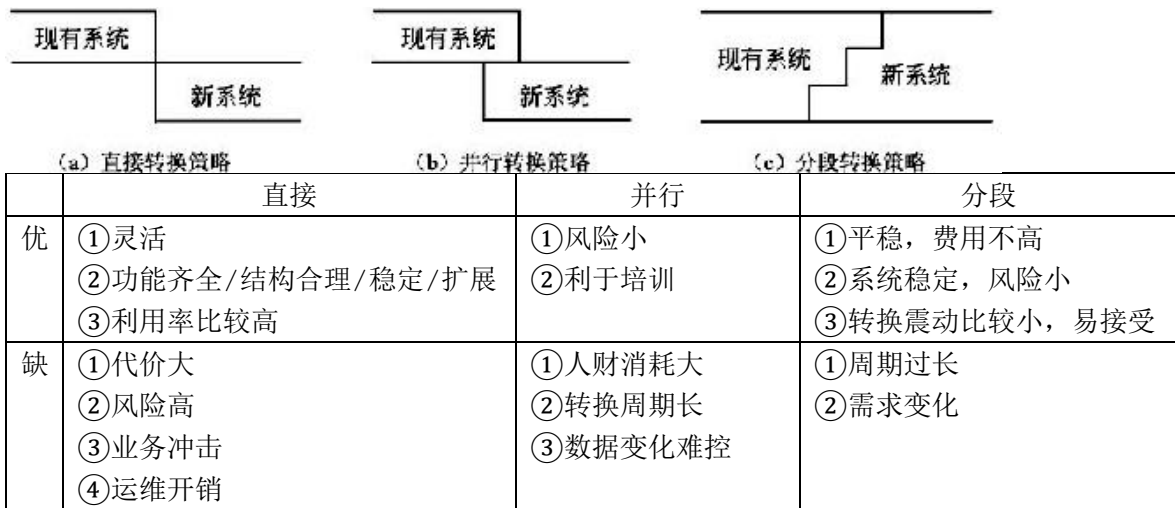 现有系统
新系统
(a) 直接转换策略
现有系统
新系统
(b) 并行转换策略
现有系统
新系统
(c) 分段转换策略
直接 并行 分段
优 ①灵活 ①风险小 ①平稳，费用不高
②功能齐全/结构合理/稳定/扩展 ②利于培训 ②系统稳定，风险小
③利用率比较高 ③转换震动比较小，易接受
缺 ①代价大 ①人财消耗大 ①周期过长
②风险高 ②转换周期长 ②需求变化
③业务冲击 ③数据变化难控
④运维开销